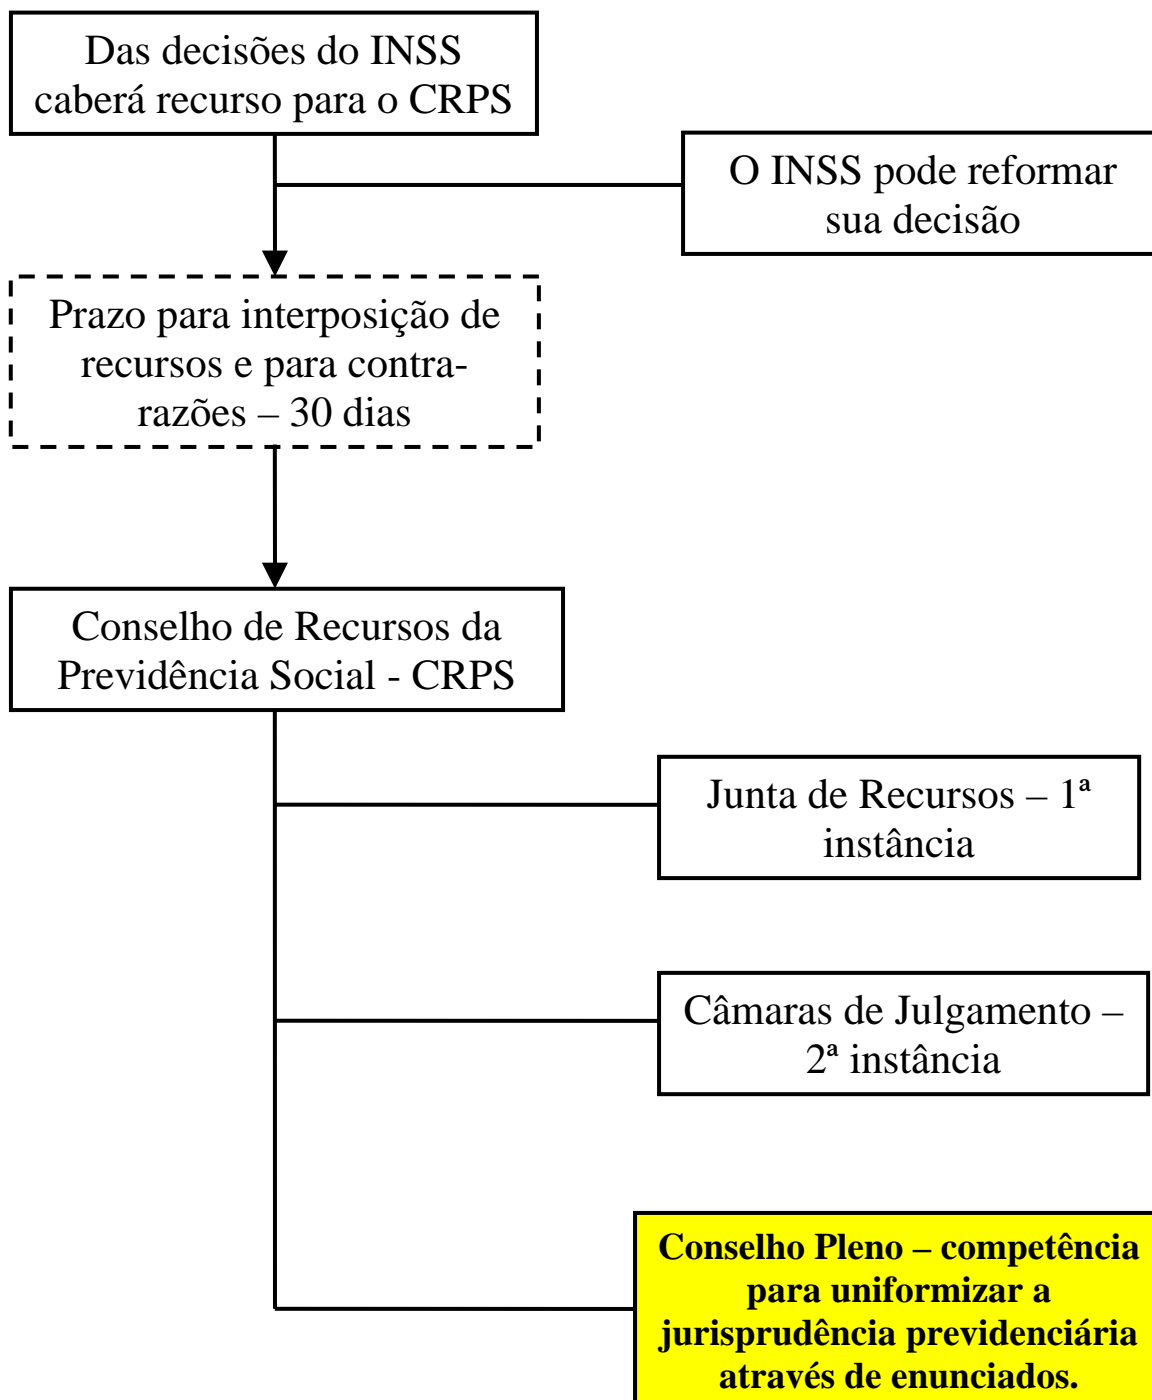 Das decisões do INSS
caberá recurso para o CRPS
O INSS pode reformar
sua decisão
Prazo para interposição de
recursos e para contra-
razões – 30 dias
Conselho de Recursos da
Previdência Social - CRPS
Junta de Recursos – 1ª
instância
Câmaras de Julgamento –
2ª instância
Conselho Pleno – competência
para uniformizar a
jurisprudência previdenciária
através de enunciados.